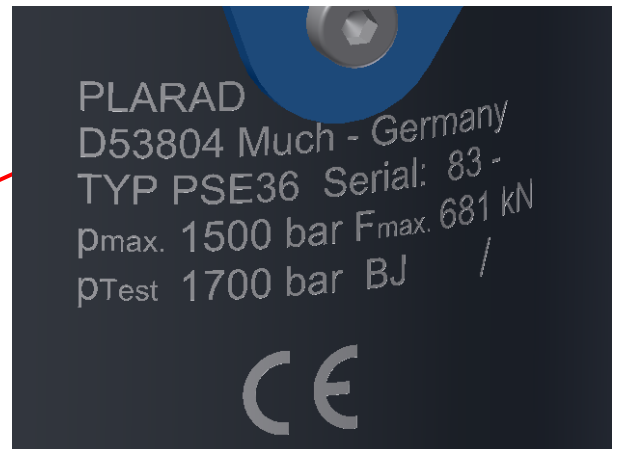 PLARAD
D53804 Much - Germany
TYP PSE36 Serial: 83 -
pmax. 1500 bar Fmax. 681 kN
pTest 1700 bar BJ /
CE